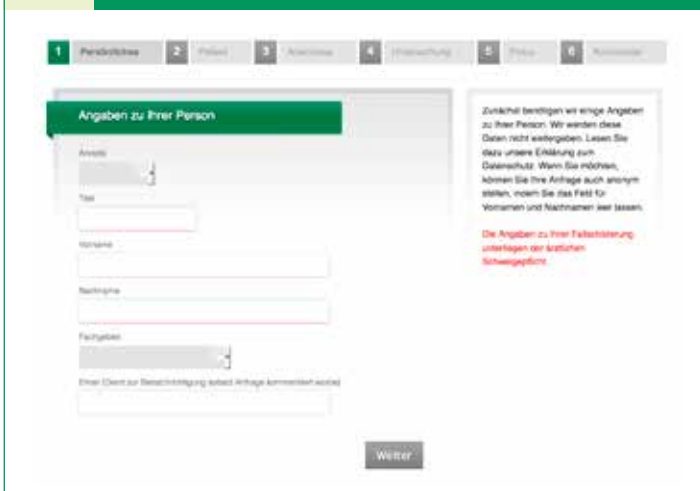 1 Persönliches 2 Patient 3 Anamnese 4 Untersuchung 5 Fotos 6 Kommentar
Angaben zu Ihrer Person
Anrede
Titel
Vorname
Nachname
Fachgebiet
Email (Dient zur Benachrichtigung sobald Anfrage kommentiert wurde)
Weiter
Zunächst benötigen wir einige Angaben
zu Ihrer Person. Wir werden diese
Daten nicht weitergeben. Lesen Sie
dazu unsere Erklärung zum
Datenschutz. Wenn Sie möchten,
können Sie Ihre Anfrage auch anonym
stellen, indem Sie das Feld für
Vornamen und Nachnamen leer lassen.
Die Angaben zu Ihrer Fallschilderung
unterliegen der ärztlichen
Schweigepflicht.